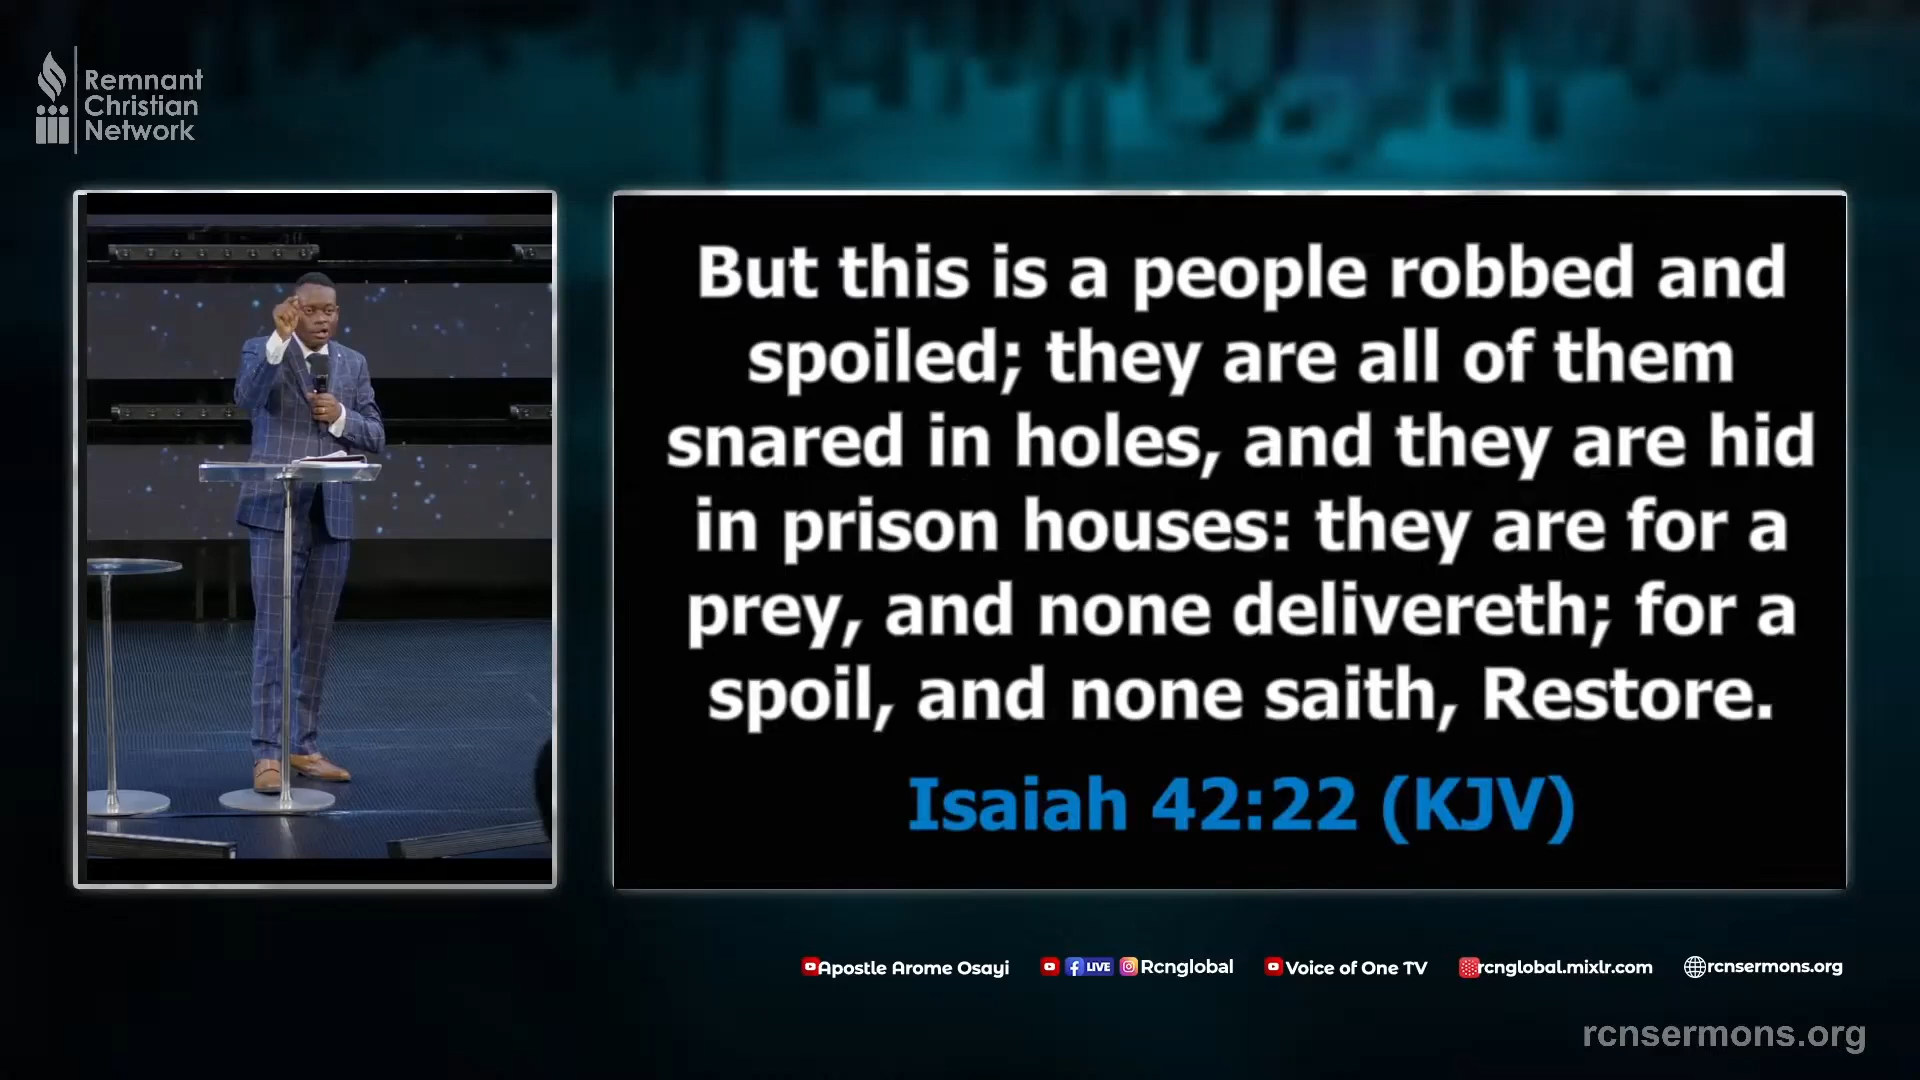 Remnant
Christian
Network
But this is a people robbed and
spoiled; they are all of them
snared in holes, and they are hid
in prison houses: they are for a
prey, and none delivereth; for a
spoil, and none saith, Restore.
Isaiah 42:22 (KJV)
Apostle Arome Osayi LIVE Rcnglobal Voice of One TV rcnglobal.mixlr.com rcnsermons.org
rcnsermons.org